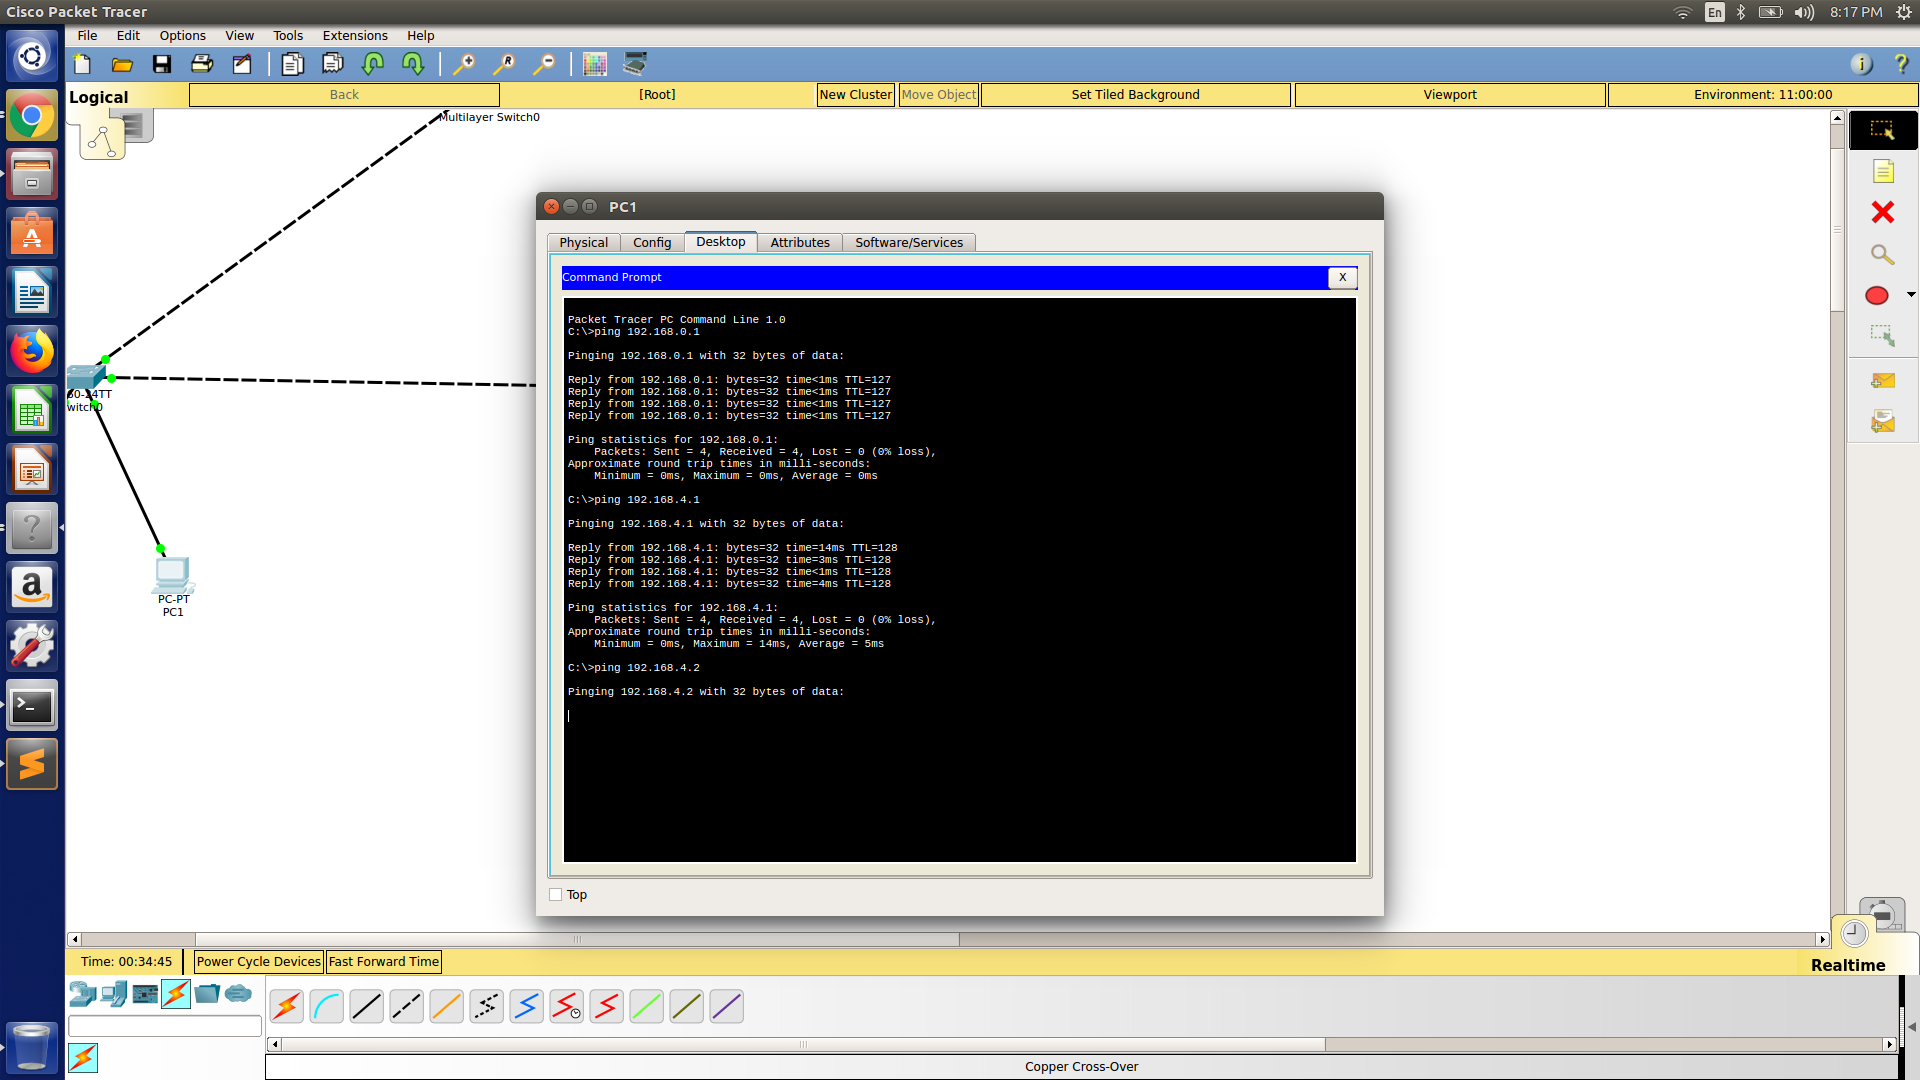 Cisco Packet Tracer
En
8:17 PM
File Edit Options View Tools Extensions Help
Logical
Back
[Root]
New Cluster
Move Object
Set Tiled Background
Viewport
Environment: 11:00:00
Multilayer Switch0
PC1
Physical
Config
Desktop
Attributes
Software/Services
Command Prompt
X
Packet Tracer PC Command Line 1.0
C:\>ping 192.168.0.1
Pinging 192.168.0.1 with 32 bytes of data:
Reply from 192.168.0.1: bytes=32 time<1ms TTL=127
Reply from 192.168.0.1: bytes=32 time<1ms TTL=127
Reply from 192.168.0.1: bytes=32 time<1ms TTL=127
Reply from 192.168.0.1: bytes=32 time<1ms TTL=127
Ping statistics for 192.168.0.1:
Packets: Sent = 4, Received = 4, Lost = 0 (0% loss),
Approximate round trip times in milli-seconds:
Minimum = 0ms, Maximum = 0ms, Average = 0ms
C:\>ping 192.168.4.1
Pinging 192.168.4.1 with 32 bytes of data:
Reply from 192.168.4.1: bytes=32 time=14ms TTL=128
Reply from 192.168.4.1: bytes=32 time=3ms TTL=128
Reply from 192.168.4.1: bytes=32 time<1ms TTL=128
Reply from 192.168.4.1: bytes=32 time=4ms TTL=128
Ping statistics for 192.168.4.1:
Packets: Sent = 4, Received = 4, Lost = 0 (0% loss),
Approximate round trip times in milli-seconds:
Minimum = 0ms, Maximum = 14ms, Average = 5ms
C:\>ping 192.168.4.2
Pinging 192.168.4.2 with 32 bytes of data:
Top
60-24TT
witch0
PC-PT
PC1
Time: 00:34:45
Power Cycle Devices
Fast Forward Time
Realtime
Copper Cross-Over